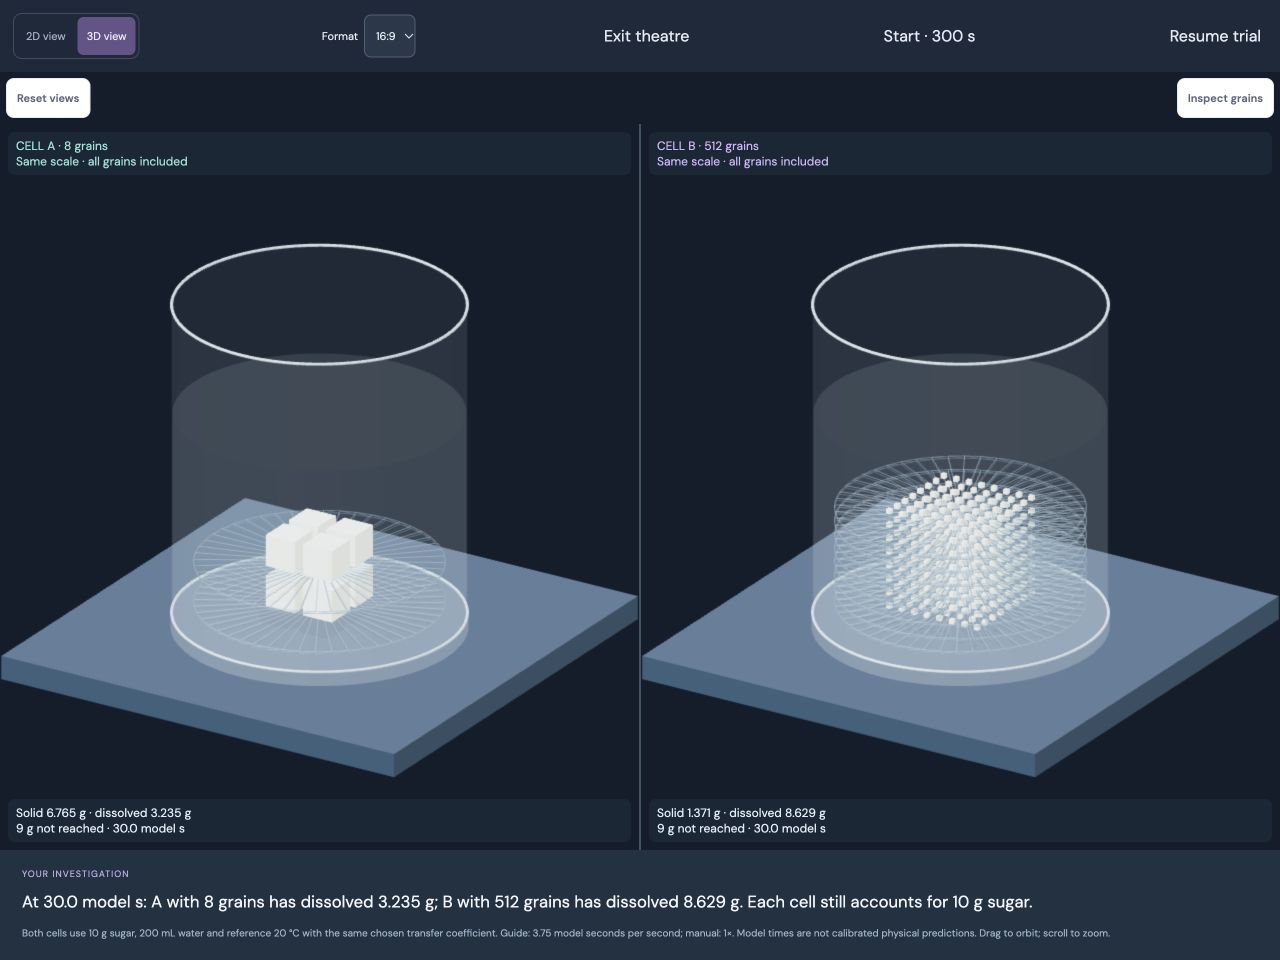 2D view 3D view Format 16:9 Exit theatre Start · 300 s Resume trial
Reset views Inspect grains
CELL A · 8 grains
Same scale · all grains included
CELL B · 512 grains
Same scale · all grains included
Solid 6.765 g · dissolved 3.235 g
9 g not reached · 30.0 model s
Solid 1.371 g · dissolved 8.629 g
9 g not reached · 30.0 model s
YOUR INVESTIGATION
At 30.0 model s: A with 8 grains has dissolved 3.235 g; B with 512 grains has dissolved 8.629 g. Each cell still accounts for 10 g sugar.
Both cells use 10 g sugar, 200 mL water and reference 20 °C with the same chosen transfer coefficient. Guide: 3.75 model seconds per second; manual: 1×. Model times are not calibrated physical predictions. Drag to orbit; scroll to zoom.